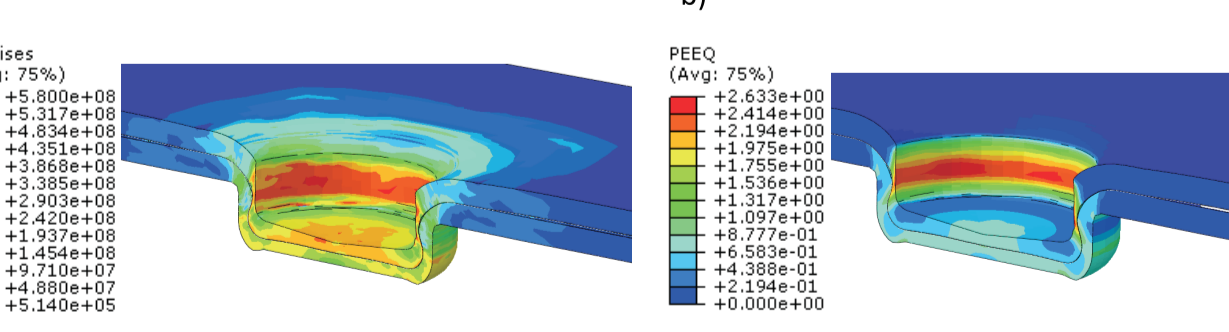 b)
ises
g: 75%)
+5.800e+08
+5.317e+08
+4.834e+08
+4.351e+08
+3.868e+08
+3.385e+08
+2.903e+08
+2.420e+08
+1.937e+08
+1.454e+08
+9.710e+07
+4.880e+07
+5.140e+05
PEEQ
(Avg: 75%)
+2.633e+00
+2.414e+00
+2.194e+00
+1.975e+00
+1.755e+00
+1.536e+00
+1.317e+00
+1.097e+00
+8.777e-01
+6.583e-01
+4.388e-01
+2.194e-01
+0.000e+00